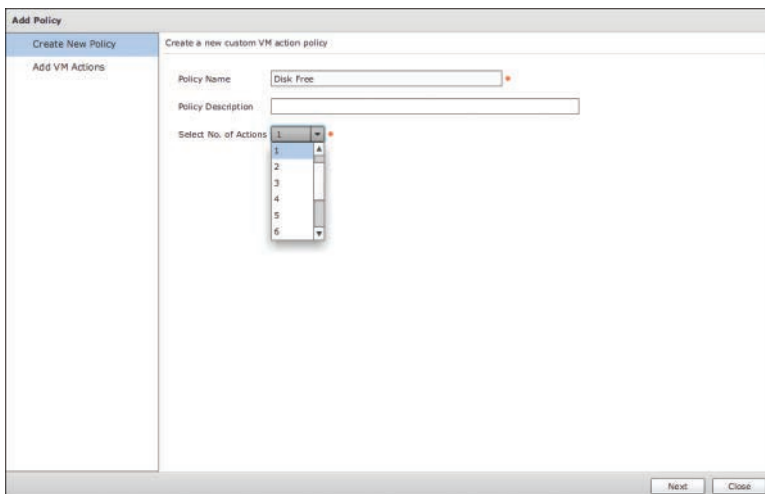 Add Policy
Create New Policy
Add VM Actions
Create a new custom VM action policy
Policy Name
Disk Free
*
Policy Description
Select No. of Actions
1
*
1
2
3
4
5
6
Next
Close